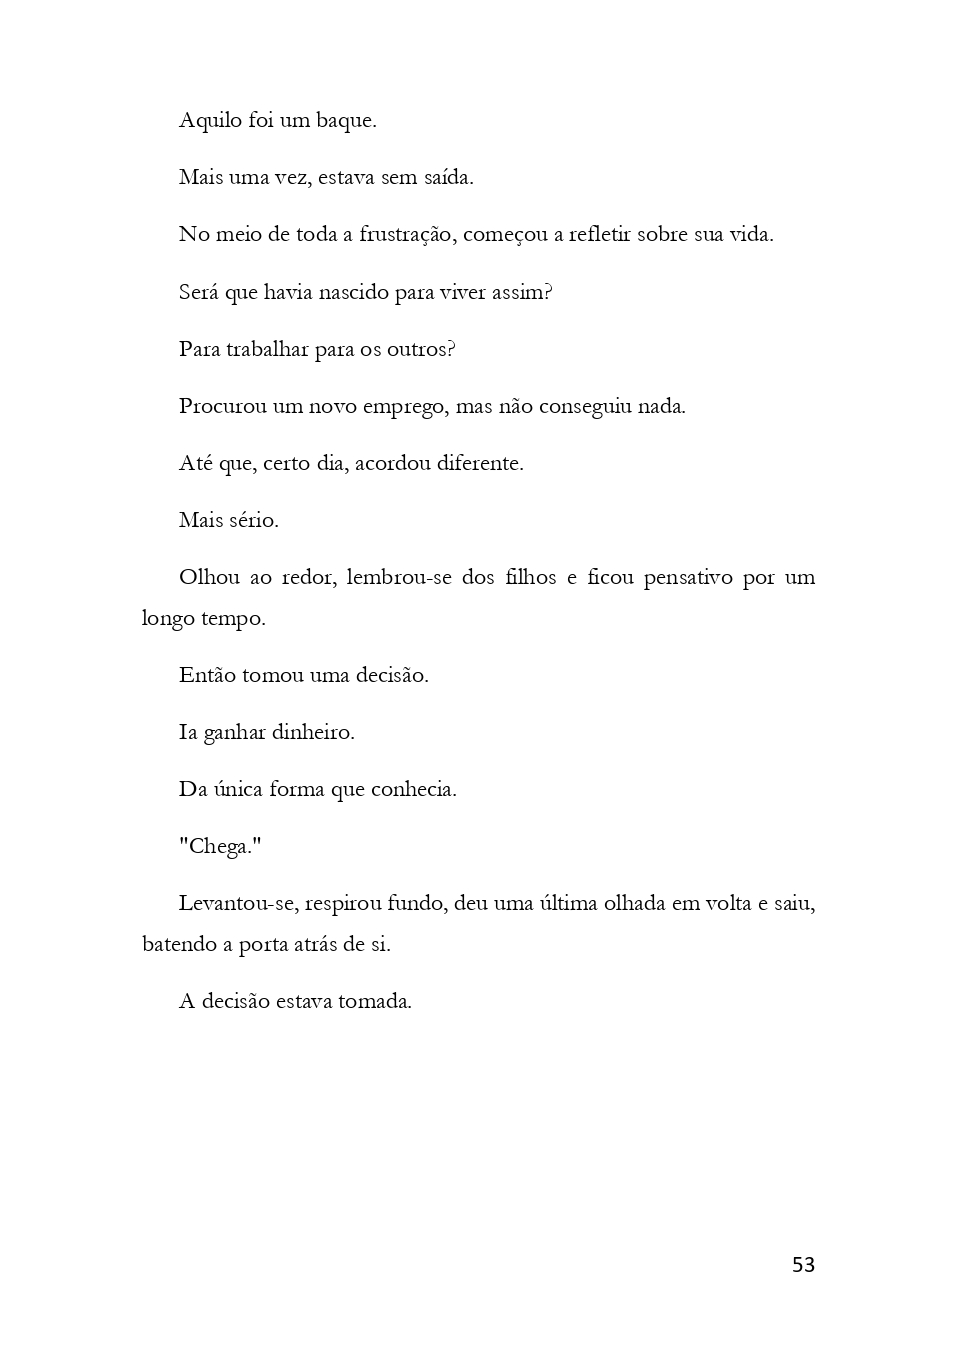 Aquilo foi um baque.
Mais uma vez, estava sem saída.
No meio de toda a frustração, começou a refletir sobre sua vida.
Será que havia nascido para viver assim?
Para trabalhar para os outros?
Procurou um novo emprego, mas não conseguiu nada.
Até que, certo dia, acordou diferente.
Mais sério.
Olhou ao redor, lembrou-se dos filhos e ficou pensativo por um
longo tempo.
Então tomou uma decisão.
Ia ganhar dinheiro.
Da única forma que conhecia.
"Chega."
Levantou-se, respirou fundo, deu uma última olhada em volta e saiu,
batendo a porta atrás de si.
A decisão estava tomada.
53